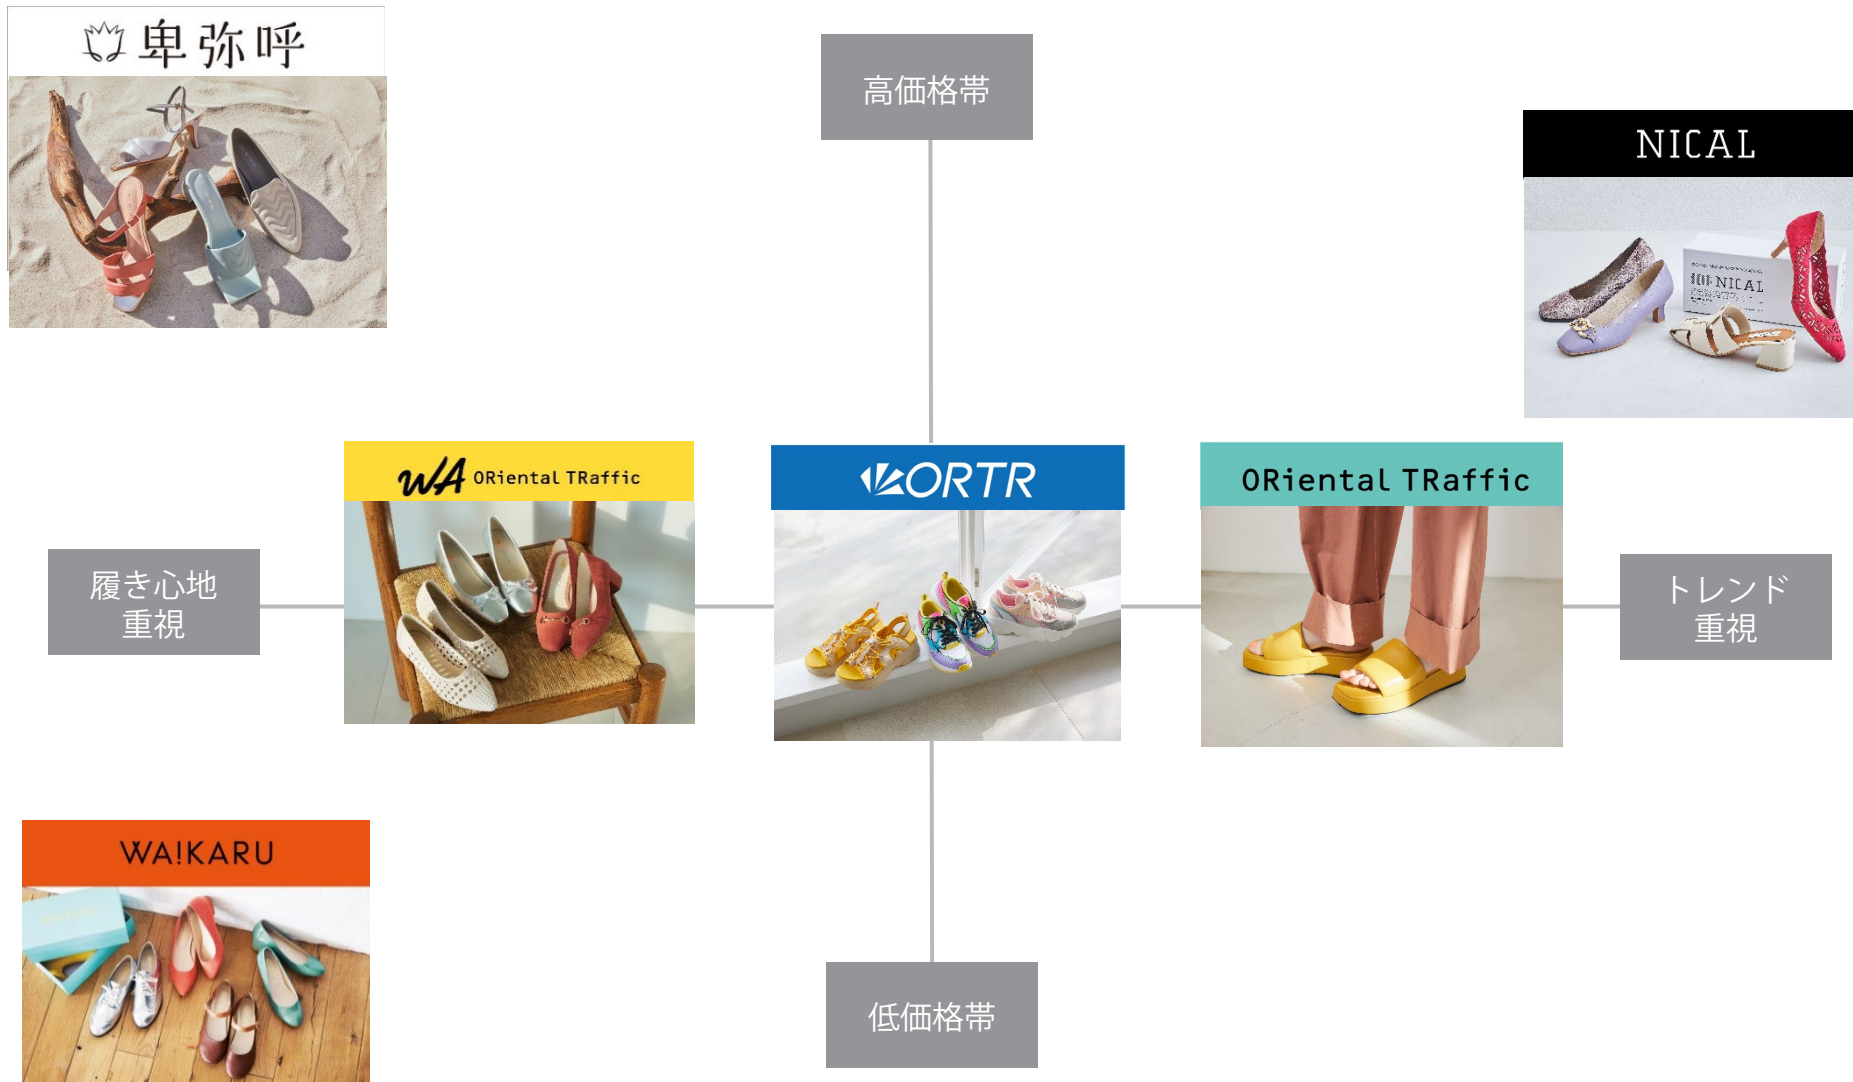 卑弥呼
高価格帯
NICAL
NICAL
WA ORiental TRaffic
ORTR
ORiental TRaffic
履き心地
重視
トレンド
重視
WA!KARU
低価格帯